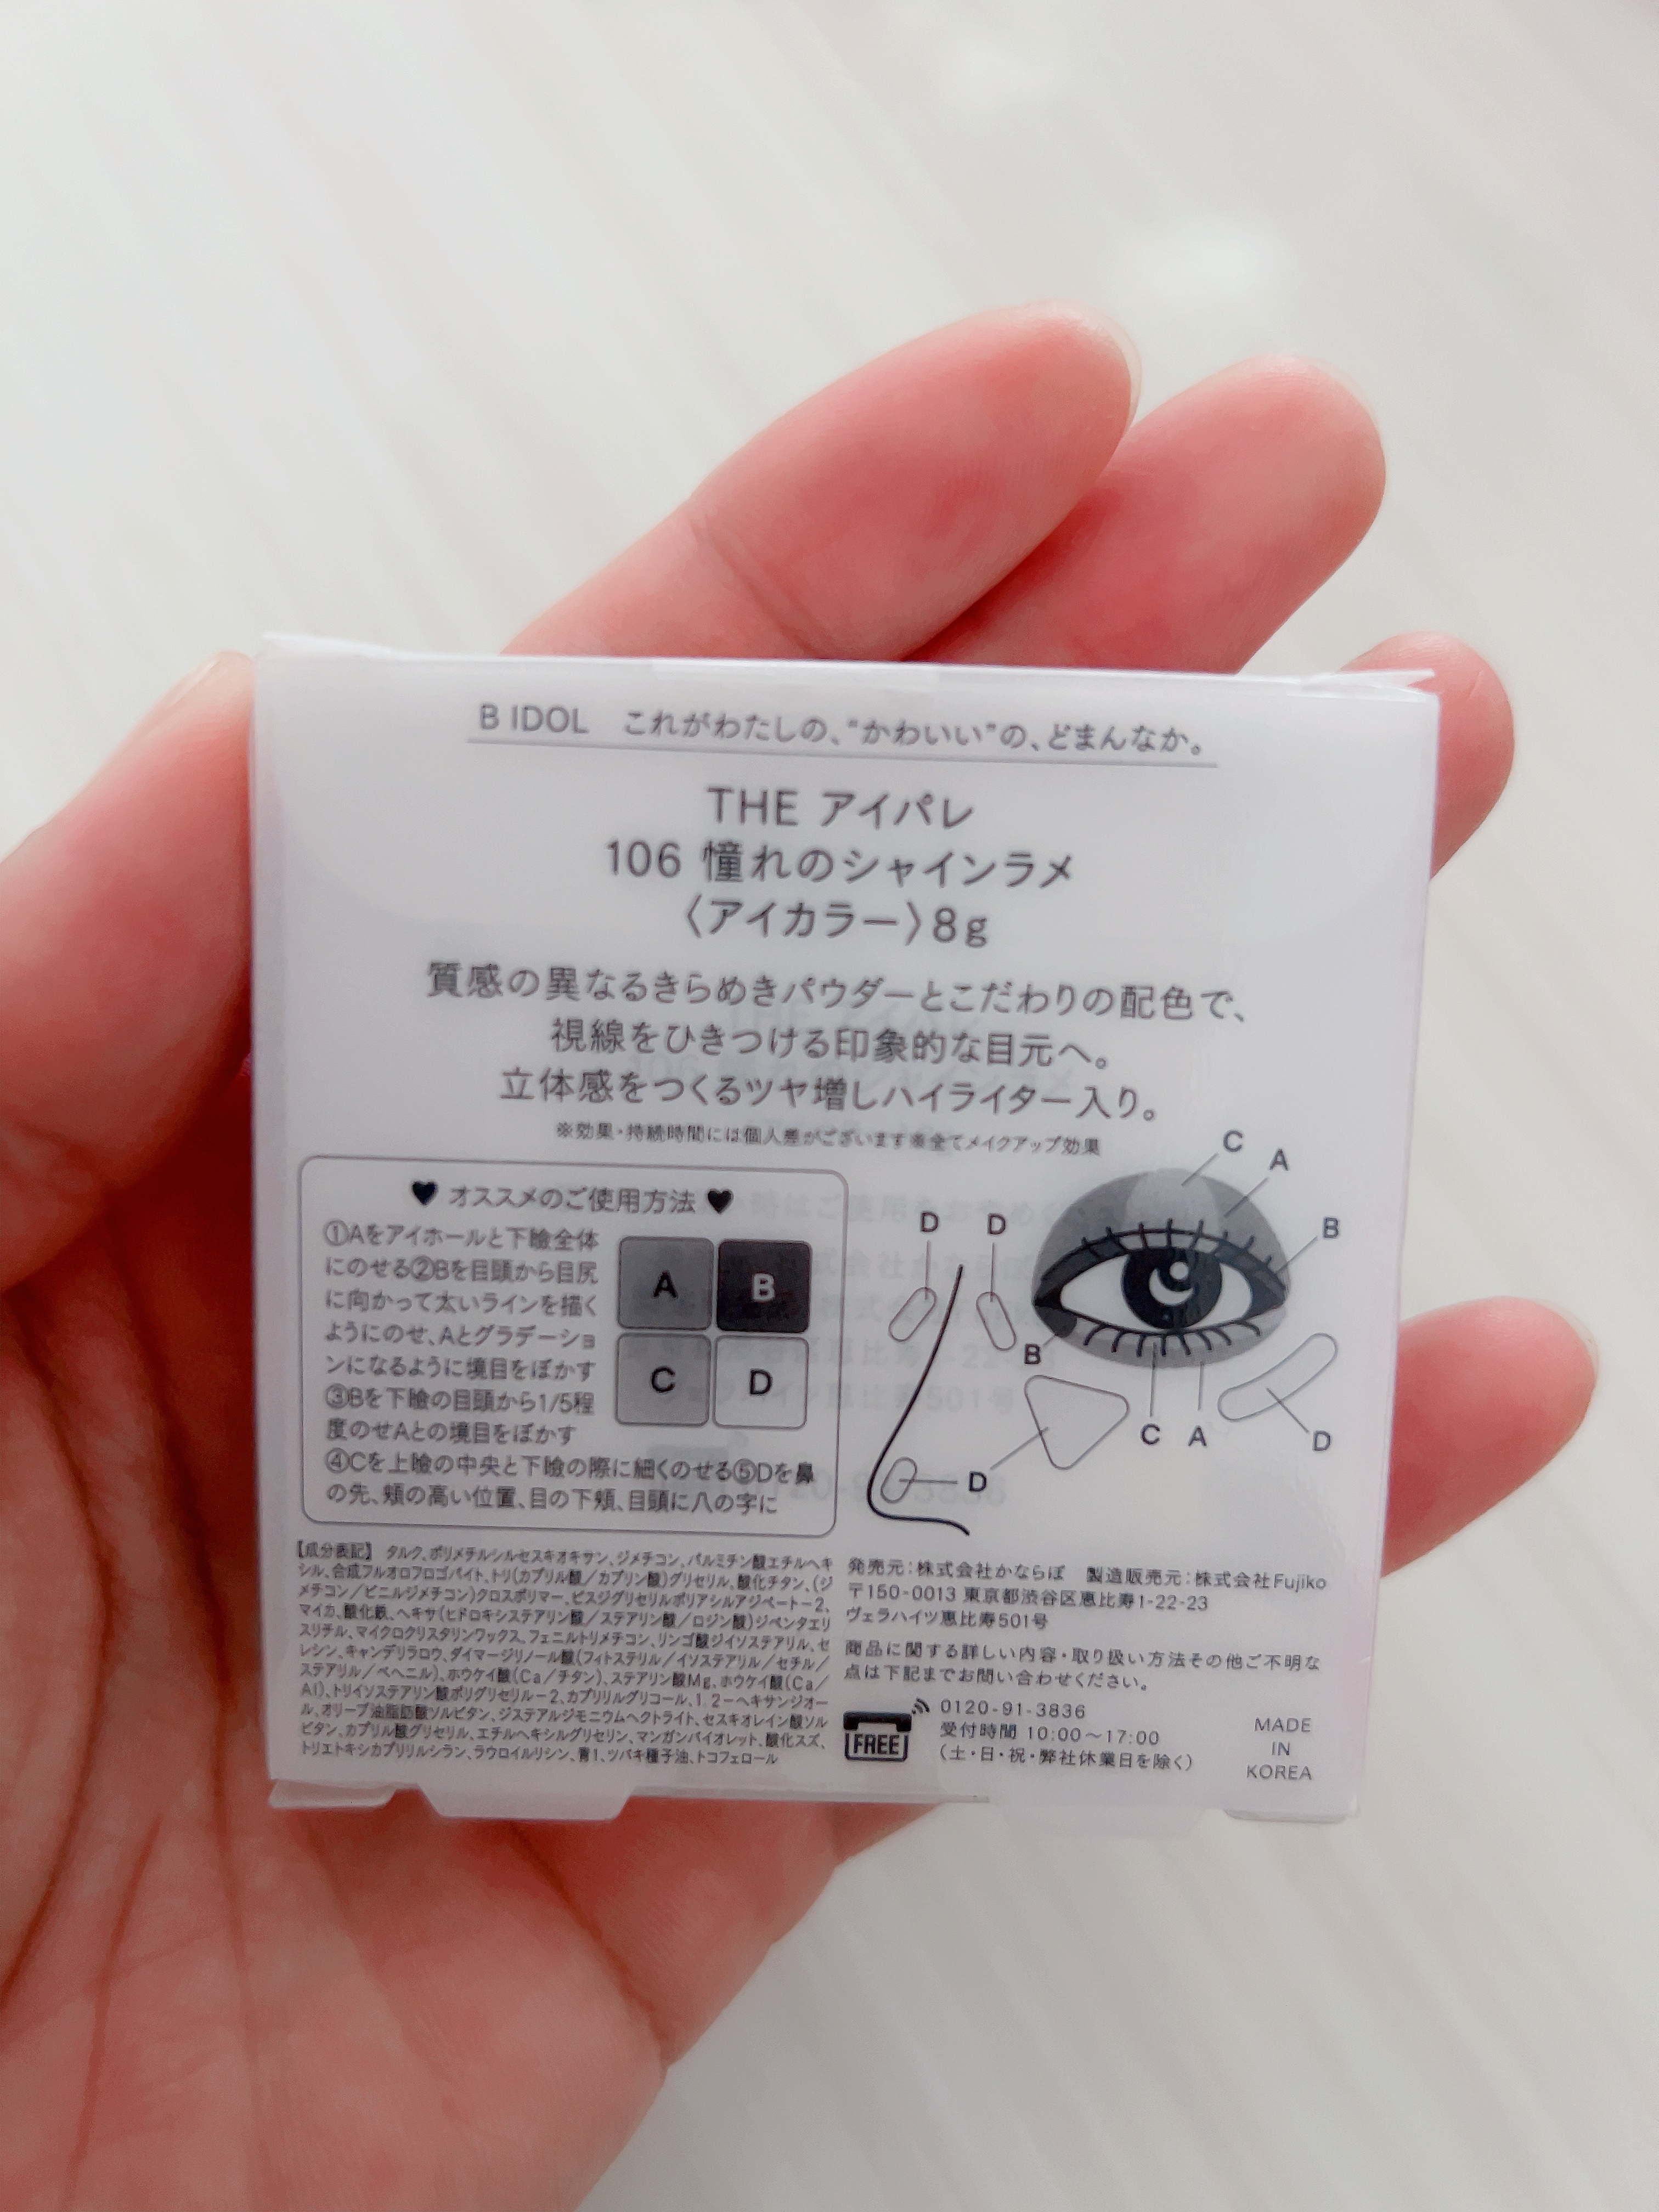 B IDOL これがわたしの、“かわいい”の、どまんなか。
THE アイパレ
106 憧れのシャインラメ
〈アイカラー〉8g
質感の異なるきらめきパウダーとこだわりの配色で、
視線をひきつける印象的な目元へ。
立体感をつくるツヤ増しハイライター入り。
※効果・持続時間には個人差がございます※全てメイクアップ効果
♥ オススメのご使用方法 ♥
①Aをアイホールと下瞼全体
にのせる②Bを目頭から目尻
に向かって太いラインを描く
ようにのせ、Aとグラデーショ
ンになるように境目をぼかす
③Bを下瞼の目頭から1/5程
度のせAとの境目をぼかす
④Cを上瞼の中央と下瞼の際に細くのせる⑤Dを鼻
の先、頬の高い位置、目の下頬、目頭に八の字に
A B
C D
C
A
D D B
B
C A D
D
【成分表記】 タルク、ポリメチルシルセスキオキサン、ジメチコン、パルミチン酸エチルヘキ
シル、合成フルオロフロゴパイト、トリ(カプリル酸/カプリン酸)グリセリル、酸化チタン、(ジ
メチコン/ビニルジメチコン)クロスポリマー、ビスジグリセリルポリアシルアジペート-2、
マイカ、酸化鉄、ヘキサ(ヒドロキシステアリン酸/ステアリン酸/ロジン酸)ジペンタエリ
スリチル、マイクロクリスタリンワックス、フェニルトリメチコン、リンゴ酸ジイソステアリル、セ
レシン、キャンデリラロウ、ダイマージリノール酸(フィトステリル/イソステアリル/セチル/
ステアリル/ベヘニル)、ホウケイ酸(Ca/チタン)、ステアリン酸Mg、ホウケイ酸(Ca/
Al)、トリイソステアリン酸ポリグリセリル-2、カプリリルグリコール、1,2-ヘキサンジオー
ル、オリーブ油脂肪酸ソルビタン、ジステアルジモニウムヘクトライト、セスキオレイン酸ソル
ビタン、カプリル酸グリセリル、エチルヘキシルグリセリン、マンガンバイオレット、酸化スズ、
トリエトキシカプリリルシラン、ラウロイルリシン、青1、ツバキ種子油、トコフェロール
発売元：株式会社かならぼ 製造販売元：株式会社Fujiko
〒150-0013 東京都渋谷区恵比寿1-22-23
ヴェラハイツ恵比寿501号
商品に関する詳しい内容・取り扱い方法その他ご不明な
点は下記までお問い合わせください。
FREE
0120-91-3836
受付時間 10:00～17:00
(土・日・祝・弊社休業日を除く)
MADE
IN
KOREA